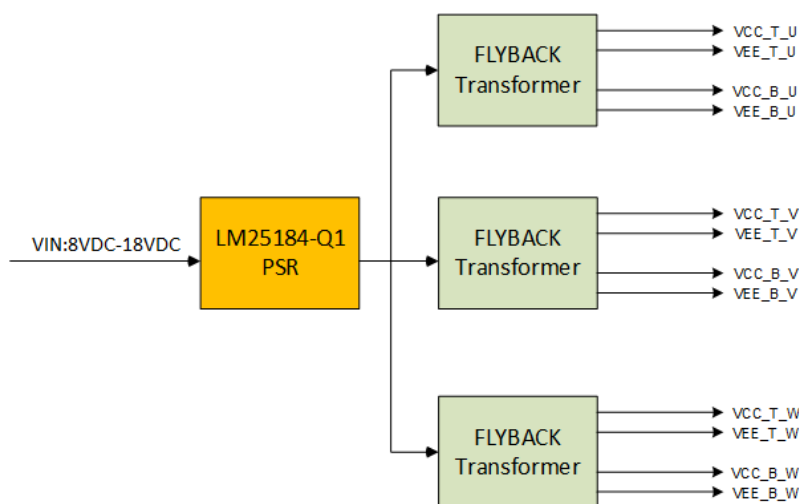 FLYBACK
Transformer
VCC_T_U
VEE_T_U
VCC_B_U
VEE_B_U
VIN:8VDC-18VDC
LM25184-Q1
PSR
FLYBACK
Transformer
VCC_T_V
VEE_T_V
VCC_B_V
VEE_B_V
FLYBACK
Transformer
VCC_T_W
VEE_T_W
VCC_B_W
VEE_B_W